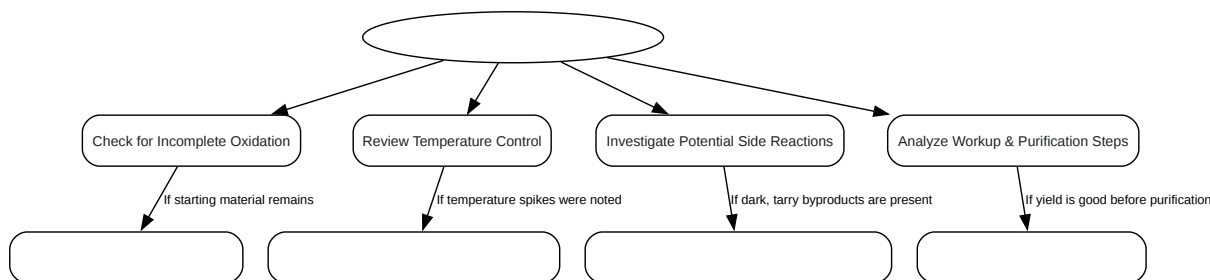 Check for Incomplete Oxidation
Review Temperature Control
Investigate Potential Side Reactions
Analyze Workup & Purification Steps
If starting material remains
If temperature spikes were noted
If dark, tarry byproducts are present
If yield is good before purification